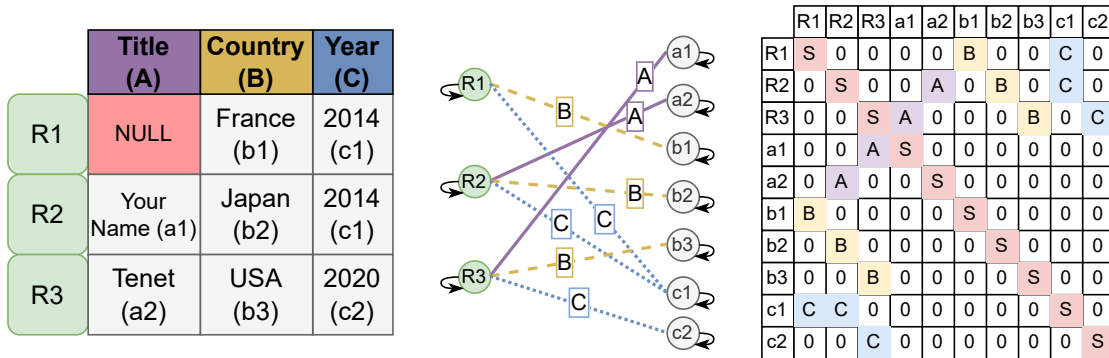 Title (A) Country (B) Year (C)
R1 NULL France (b1) 2014 (c1)
R2 Your Name (a1) Japan (b2) 2014 (c1)
R3 Tenet (a2) USA (b3) 2020 (c2)
R1
R2
R3
A
A
B
B
B
C
C
C
a1
a2
b1
b2
b3
c1
c2
R1 R2 R3 a1 a2 b1 b2 b3 c1 c2
R1 S 0 0 0 0 B 0 0 C 0
R2 0 S 0 0 A 0 B 0 C 0
R3 0 0 S A 0 0 0 B 0 C
a1 0 0 A S 0 0 0 0 0 0
a2 0 A 0 0 S 0 0 0 0 0
b1 B 0 0 0 0 S 0 0 0 0
b2 0 B 0 0 0 0 S 0 0 0
b3 0 0 B 0 0 0 0 S 0 0
c1 C C 0 0 0 0 0 0 S 0
c2 0 0 C 0 0 0 0 0 0 S